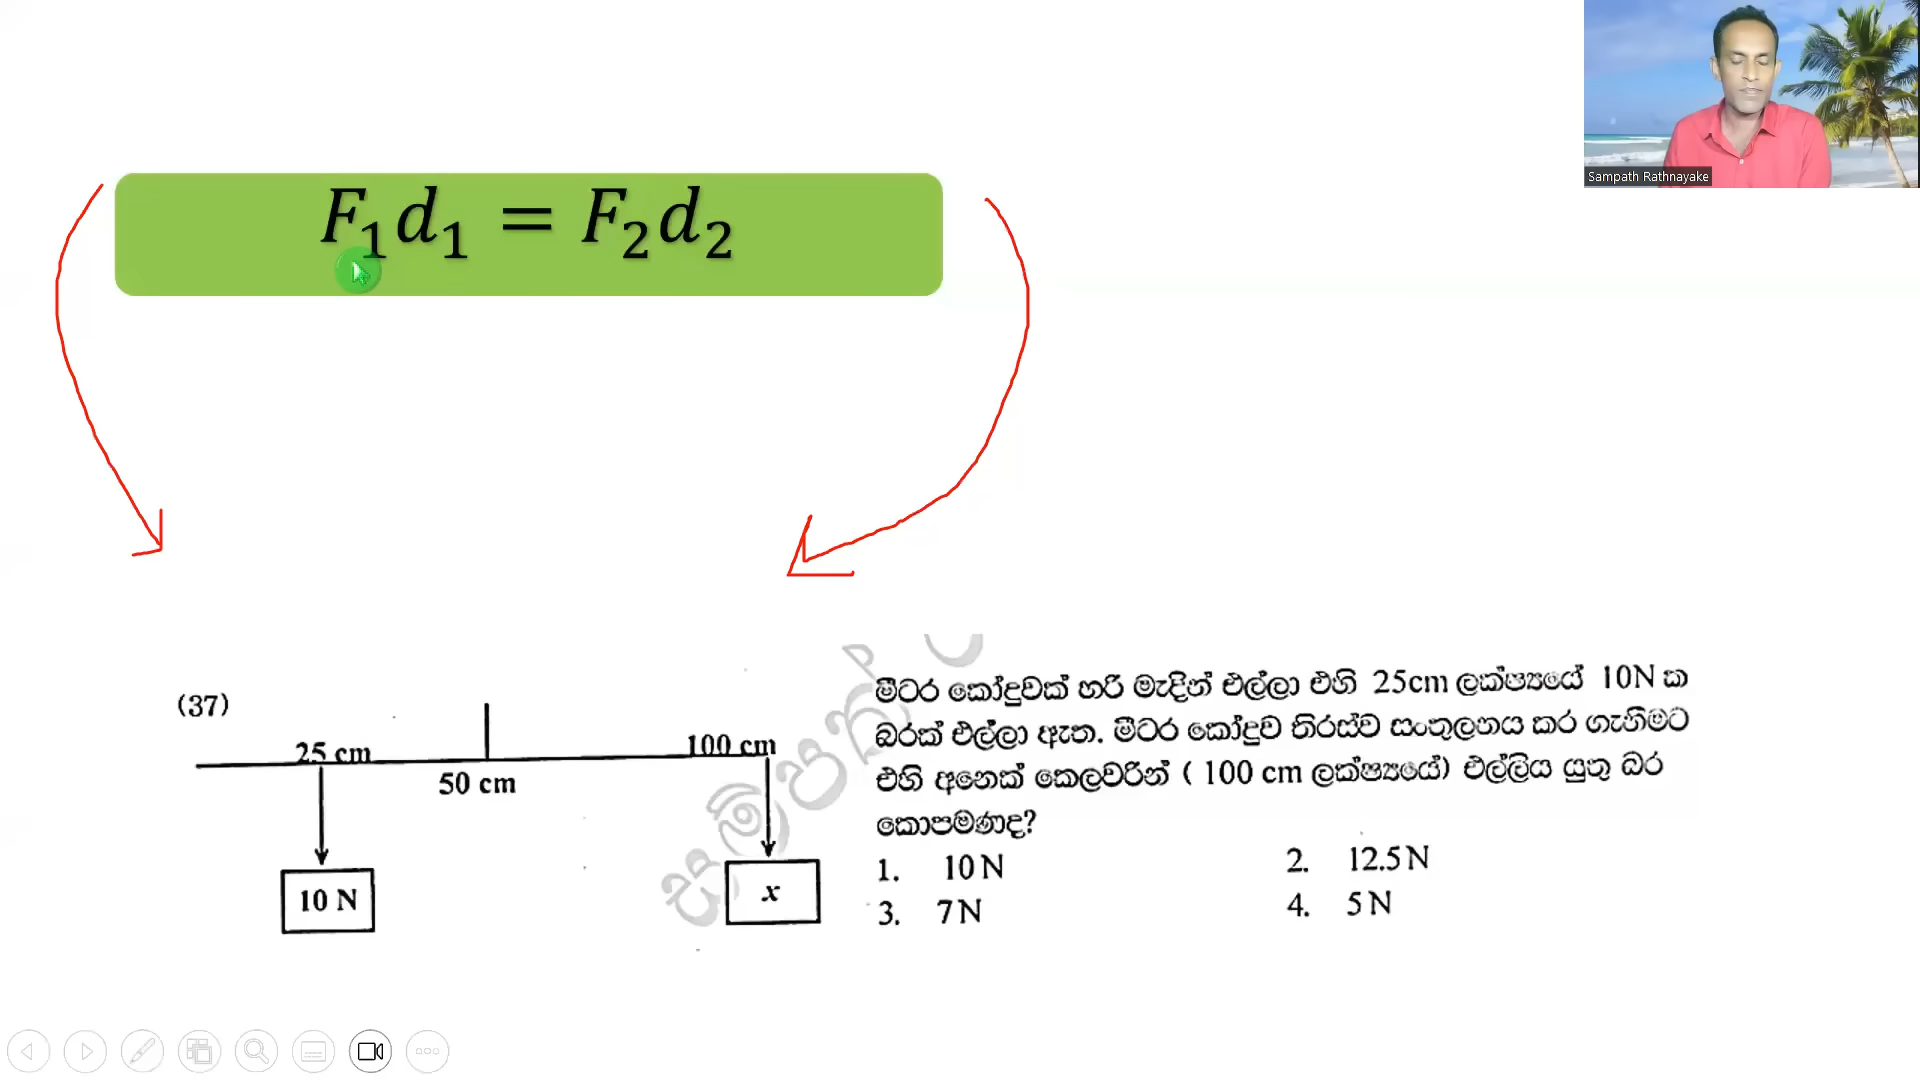 Sampath Rathnayake
F₁d₁ = F₂d₂
(37)
25 cm
50 cm
100 cm
10 N
x
මීටර කෝදුවක් හරි මැදින් එල්ලා එහි 25cm ලක්ෂ්‍යයේ 10N ක
බරක් එල්ලා ඇත. මීටර කෝදුව තිරස්ව සංතුලනය කර ගැනීමට
එහි අනෙක් කෙලවරින් ( 100 cm ලක්ෂ්‍යයේ) එල්ලිය යුතු බර
කොපමණද?
1. 10 N
2. 12.5 N
3. 7 N
4. 5 N